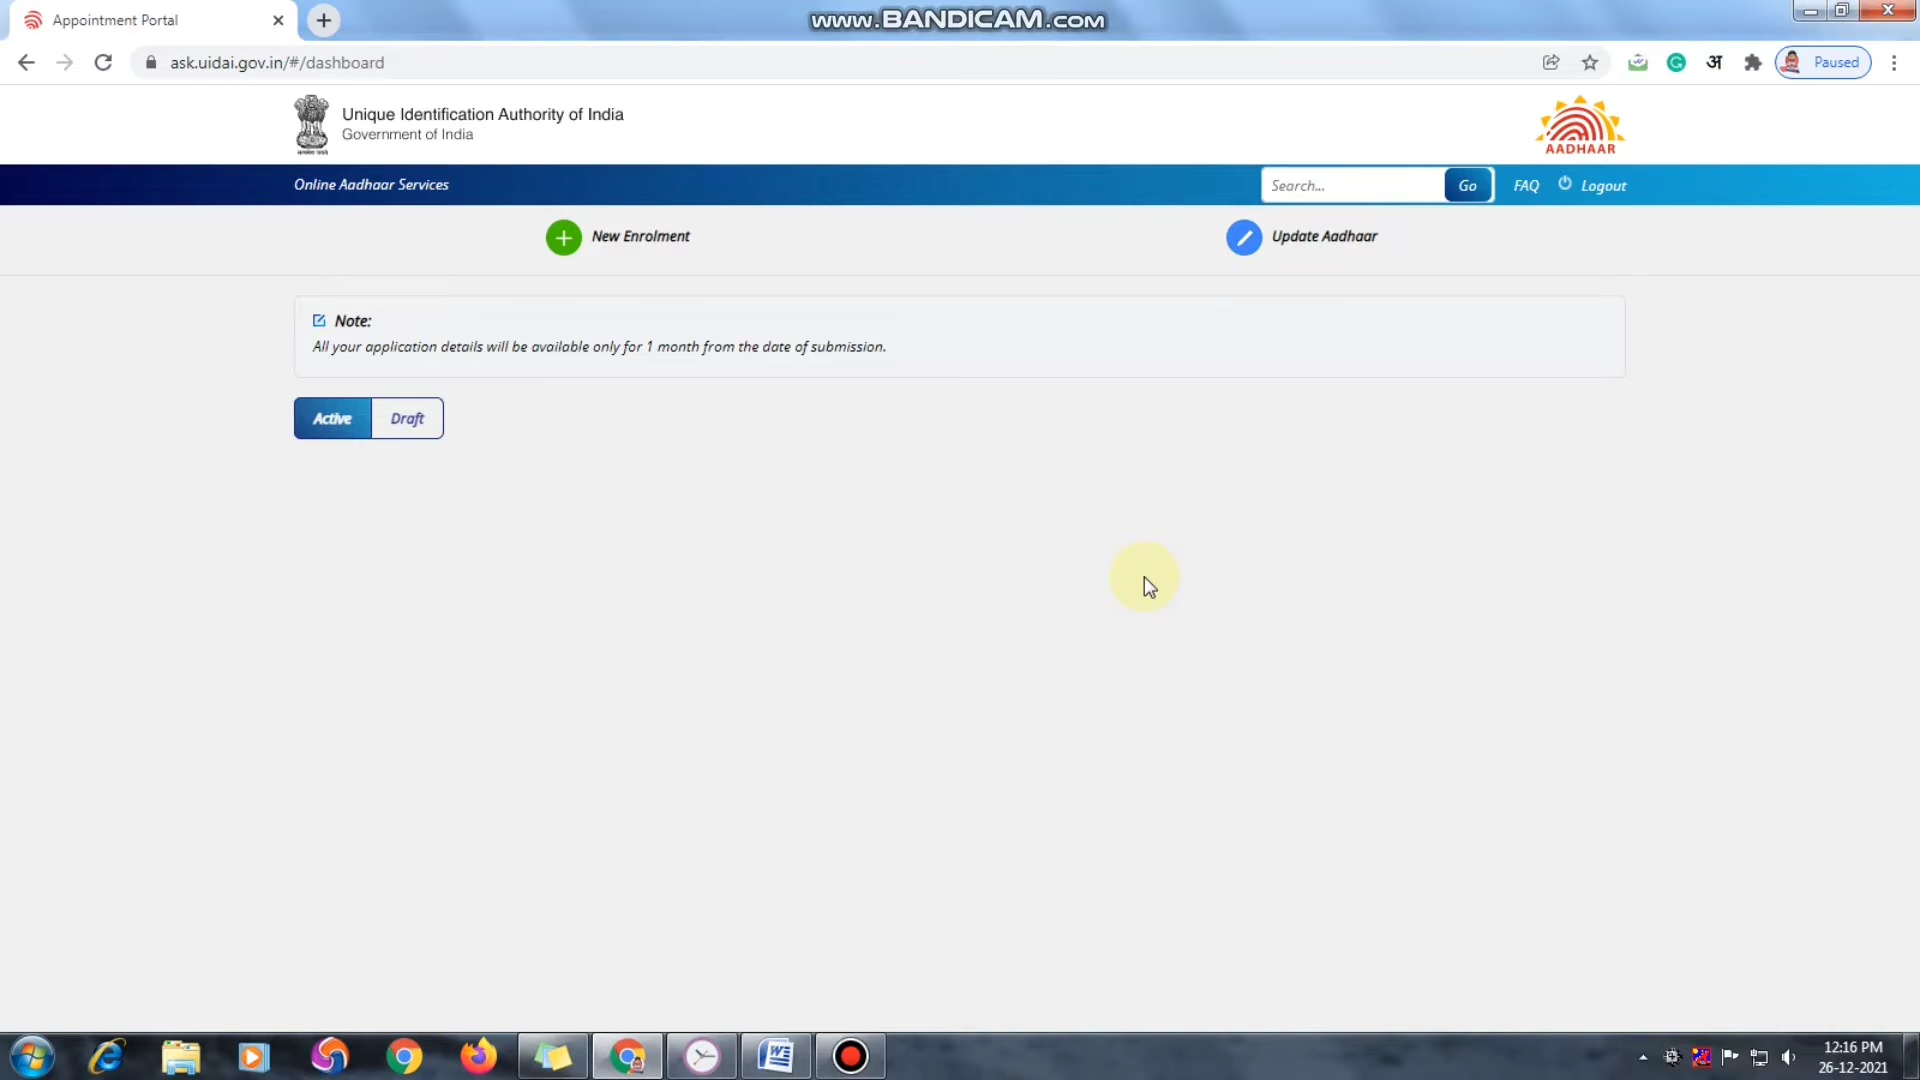 Appointment Portal
www.BANDICAM.com
ask.uidai.gov.in/#/dashboard
अ
Paused
Unique Identification Authority of India
Government of India
AADHAAR
Online Aadhaar Services
Search...
Go
FAQ
Logout
New Enrolment
Update Aadhaar
Note:
All your application details will be available only for 1 month from the date of submission.
Active
Draft
12:16 PM
26-12-2021